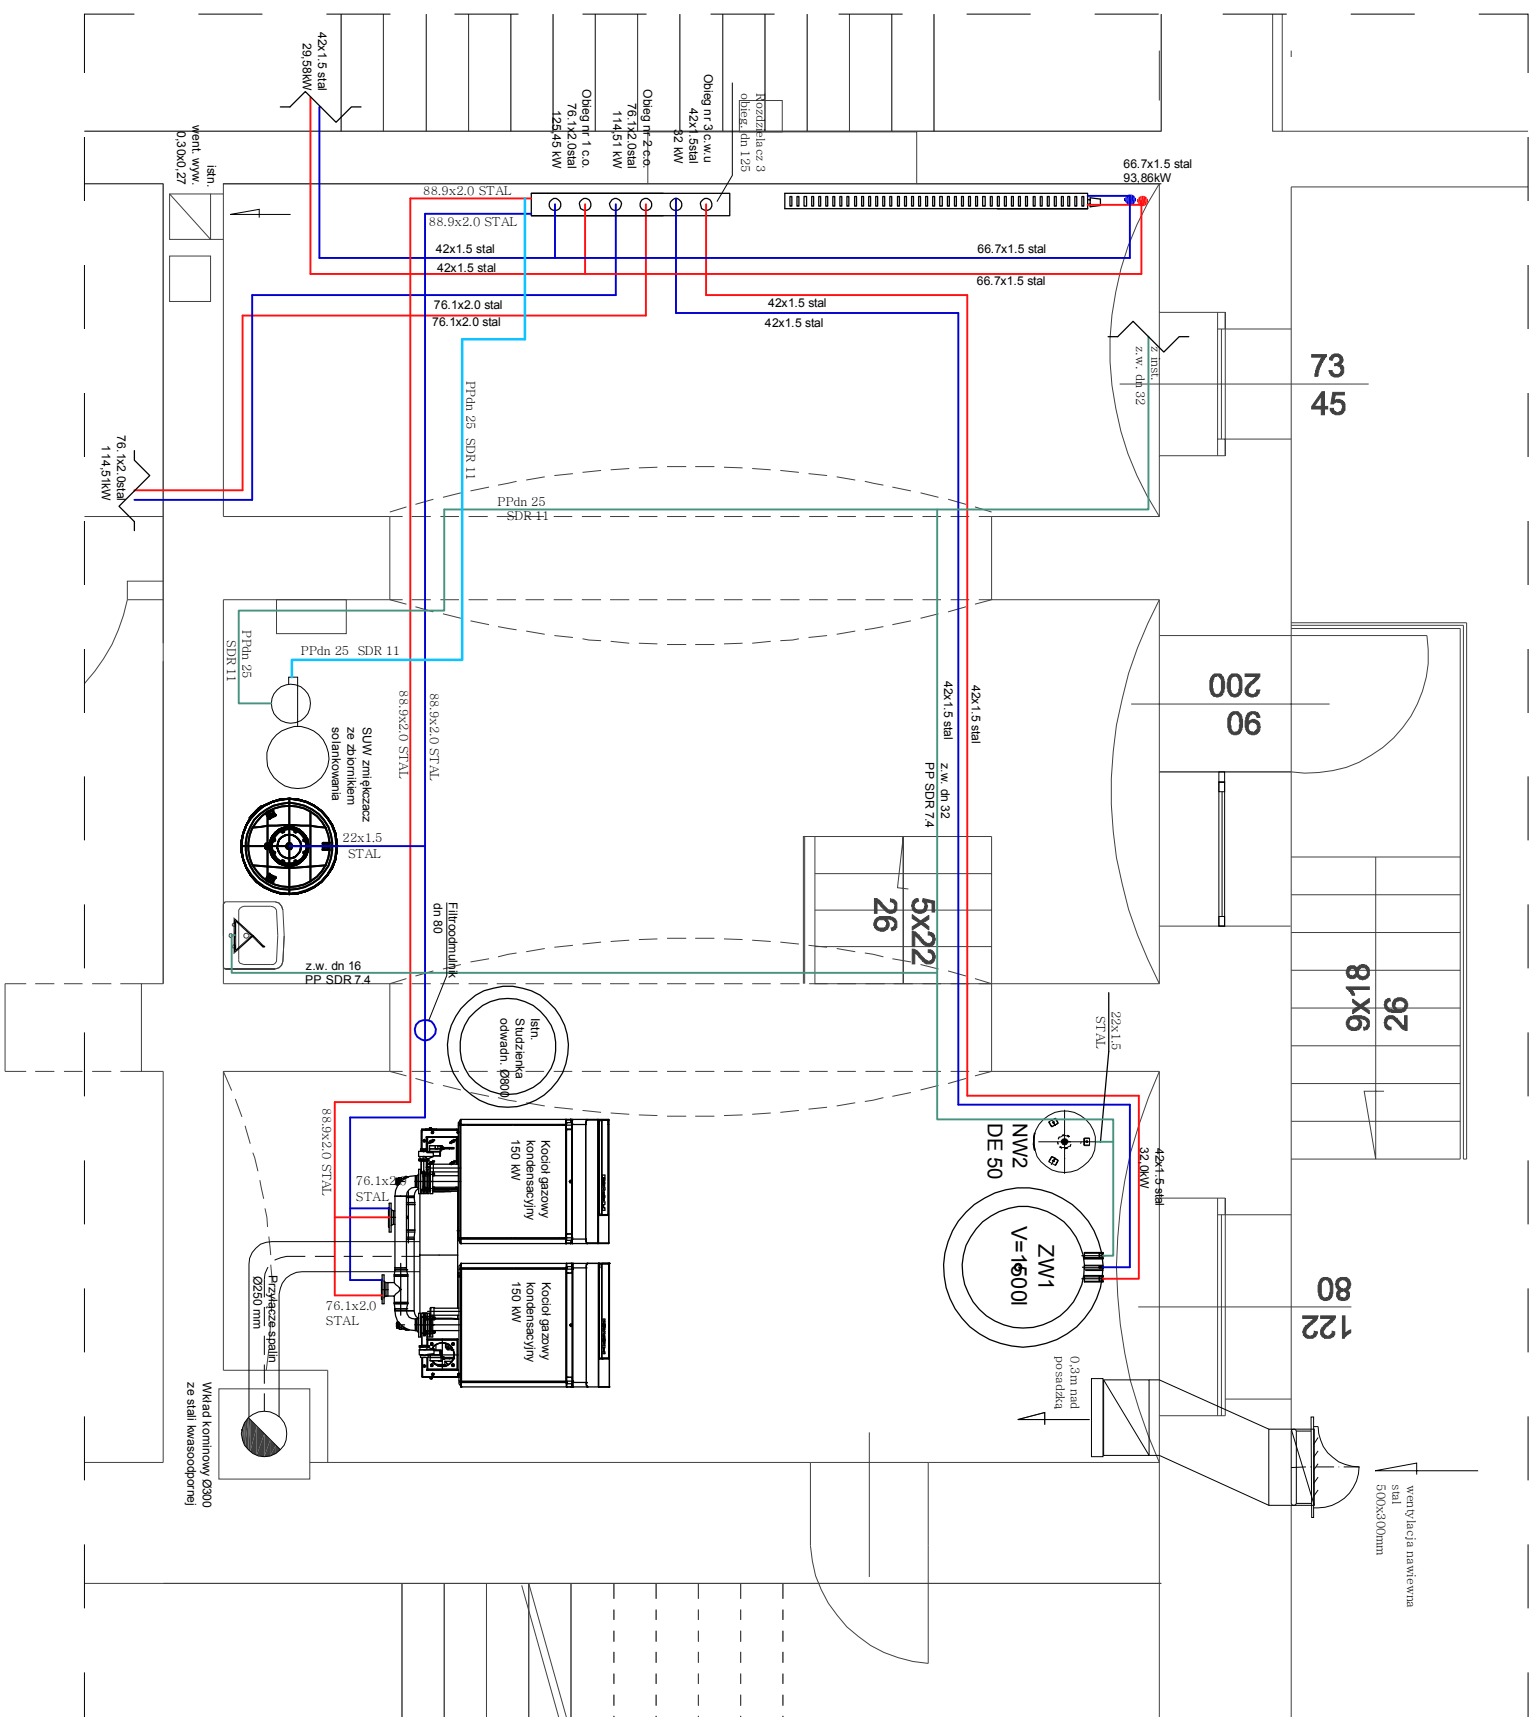 42x1.5 stal
29,58kW
istn.
went. wyw.
0,30x0,27
Obieg nr 1 c.o.
76.1x2.0stal
125,45 kW
Obieg nr 2 c.o.
76.1x2.0stal
114,51 kW
Obieg nr 3 c.w.u
42x1.5stal
32 kW
Rozdzielacz 3
obieg. dn 125
66.7x1.5 stal
93,86kW
88.9x2.0 STAL
88.9x2.0 STAL
42x1.5 stal
42x1.5 stal
66.7x1.5 stal
66.7x1.5 stal
76.1x2.0 stal
76.1x2.0 stal
42x1.5 stal
42x1.5 stal
z inst.
z.w. dn 32
73
45
PPdn 25 SDR 11
76.1x2.0stal
114,51kW
PPdn 25
SDR 11
PPdn 25
SDR 11
PPdn 25 SDR 11
88.9x2.0 STAL
88.9x2.0 STAL
42x1.5 stal
42x1.5 stal
200
90
SUW zmiękczacz
ze zbiornikiem
solankowania
z.w. dn 32
PP SDR 7.4
22x1.5
STAL
5x22
26
Filtroodmulnik
dn 80
z.w. dn 16
PP SDR 7.4
9x18
26
Istn.
Studzienka
odwadn. Ø800
22x1.5
STAL
NW2
DE 50
42x1.5 stal
32,0kW
88.9x2.0 STAL
76.1x2.0
STAL
Kocioł gazowy
kondensacyjny
150 kW
ZW1
V=1500l
Przyłącze spalin
Ø250 mm
76.1x2.0
STAL
Kocioł gazowy
kondensacyjny
150 kW
80
122
0,3m nad
posadzką
Wkład kominowy Ø300
ze stali kwasoodpornej
wentylacja nawiewna
stal
500x300mm